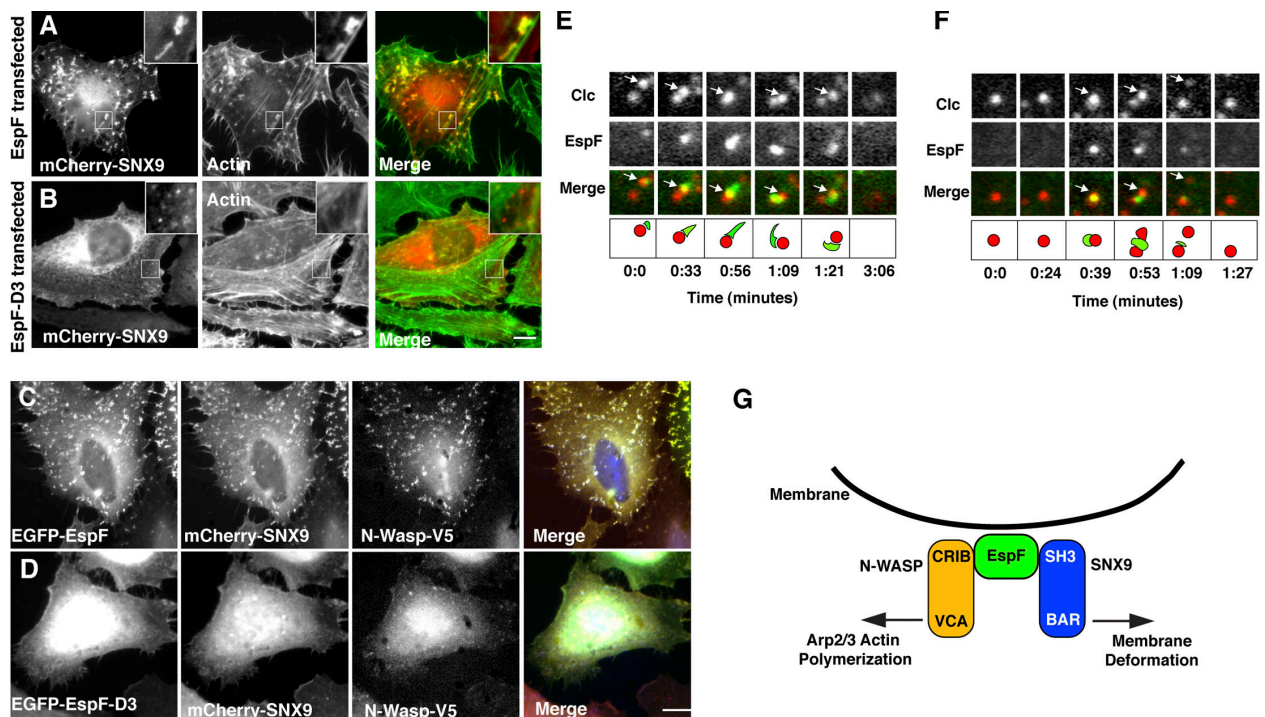 EspF transfected
A
mCherry-SNX9
Actin
Merge
EspF-D3 transfected
B
mCherry-SNX9
Actin
Merge
C
EGFP-EspF
mCherry-SNX9
N-Wasp-V5
Merge
D
EGFP-EspF-D3
mCherry-SNX9
N-Wasp-V5
Merge
E
Clc
EspF
Merge
0:0 0:33 0:56 1:09 1:21 3:06
Time (minutes)
F
Clc
EspF
Merge
0:0 0:24 0:39 0:53 1:09 1:27
Time (minutes)
G
Membrane
N-WASP
CRIB
EspF
SH3
SNX9
VCA
BAR
Arp2/3 Actin
Polymerization
Membrane
Deformation